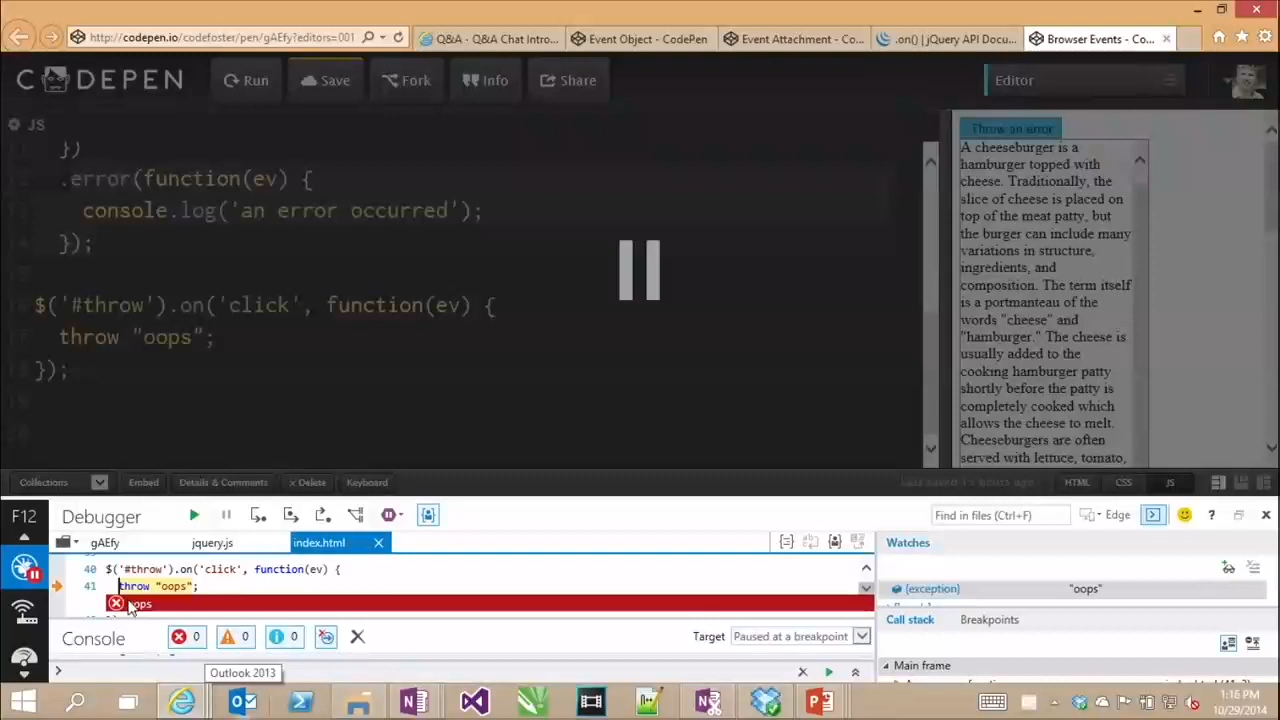 http://codepen.io/codefoster/pen/gAEfy?editors=001
Q&A - Q&A Chat Intro...
Event Object - CodePen
Event Attachment - Co...
.on() | jQuery API Docu...
Browser Events - Co...
CODEPEN
Run
Save
Fork
Info
Share
Editor
JS
})
.error(function(ev) {
console.log('an error occurred');
});
$('#throw').on('click', function(ev) {
throw "oops";
});
Throw an error
A cheeseburger is a
hamburger topped with
cheese. Traditionally, the
slice of cheese is placed on
top of the meat patty, but
the burger can include many
variations in structure,
ingredients, and
composition. The term itself
is a portmanteau of the
words "cheese" and
"hamburger." The cheese is
usually added to the
cooking hamburger patty
shortly before the patty is
completely cooked which
allows the cheese to melt.
Cheeseburgers are often
served with lettuce, tomato,
Collections
Embed
Details & Comments
× Delete
Keyboard
Last saved 15 hours ago
HTML
CSS
JS
F12
Debugger
Find in files (Ctrl+F)
Edge
?
gAEfy
jquery.js
index.html
Watches
40 $('#throw').on('click', function(ev) {
41 throw "oops";
oops
{exception}
"oops"
Call stack
Breakpoints
Console
0
0
0
Target
Paused at a breakpoint
Main frame
Outlook 2013
1:16 PM
10/29/2014